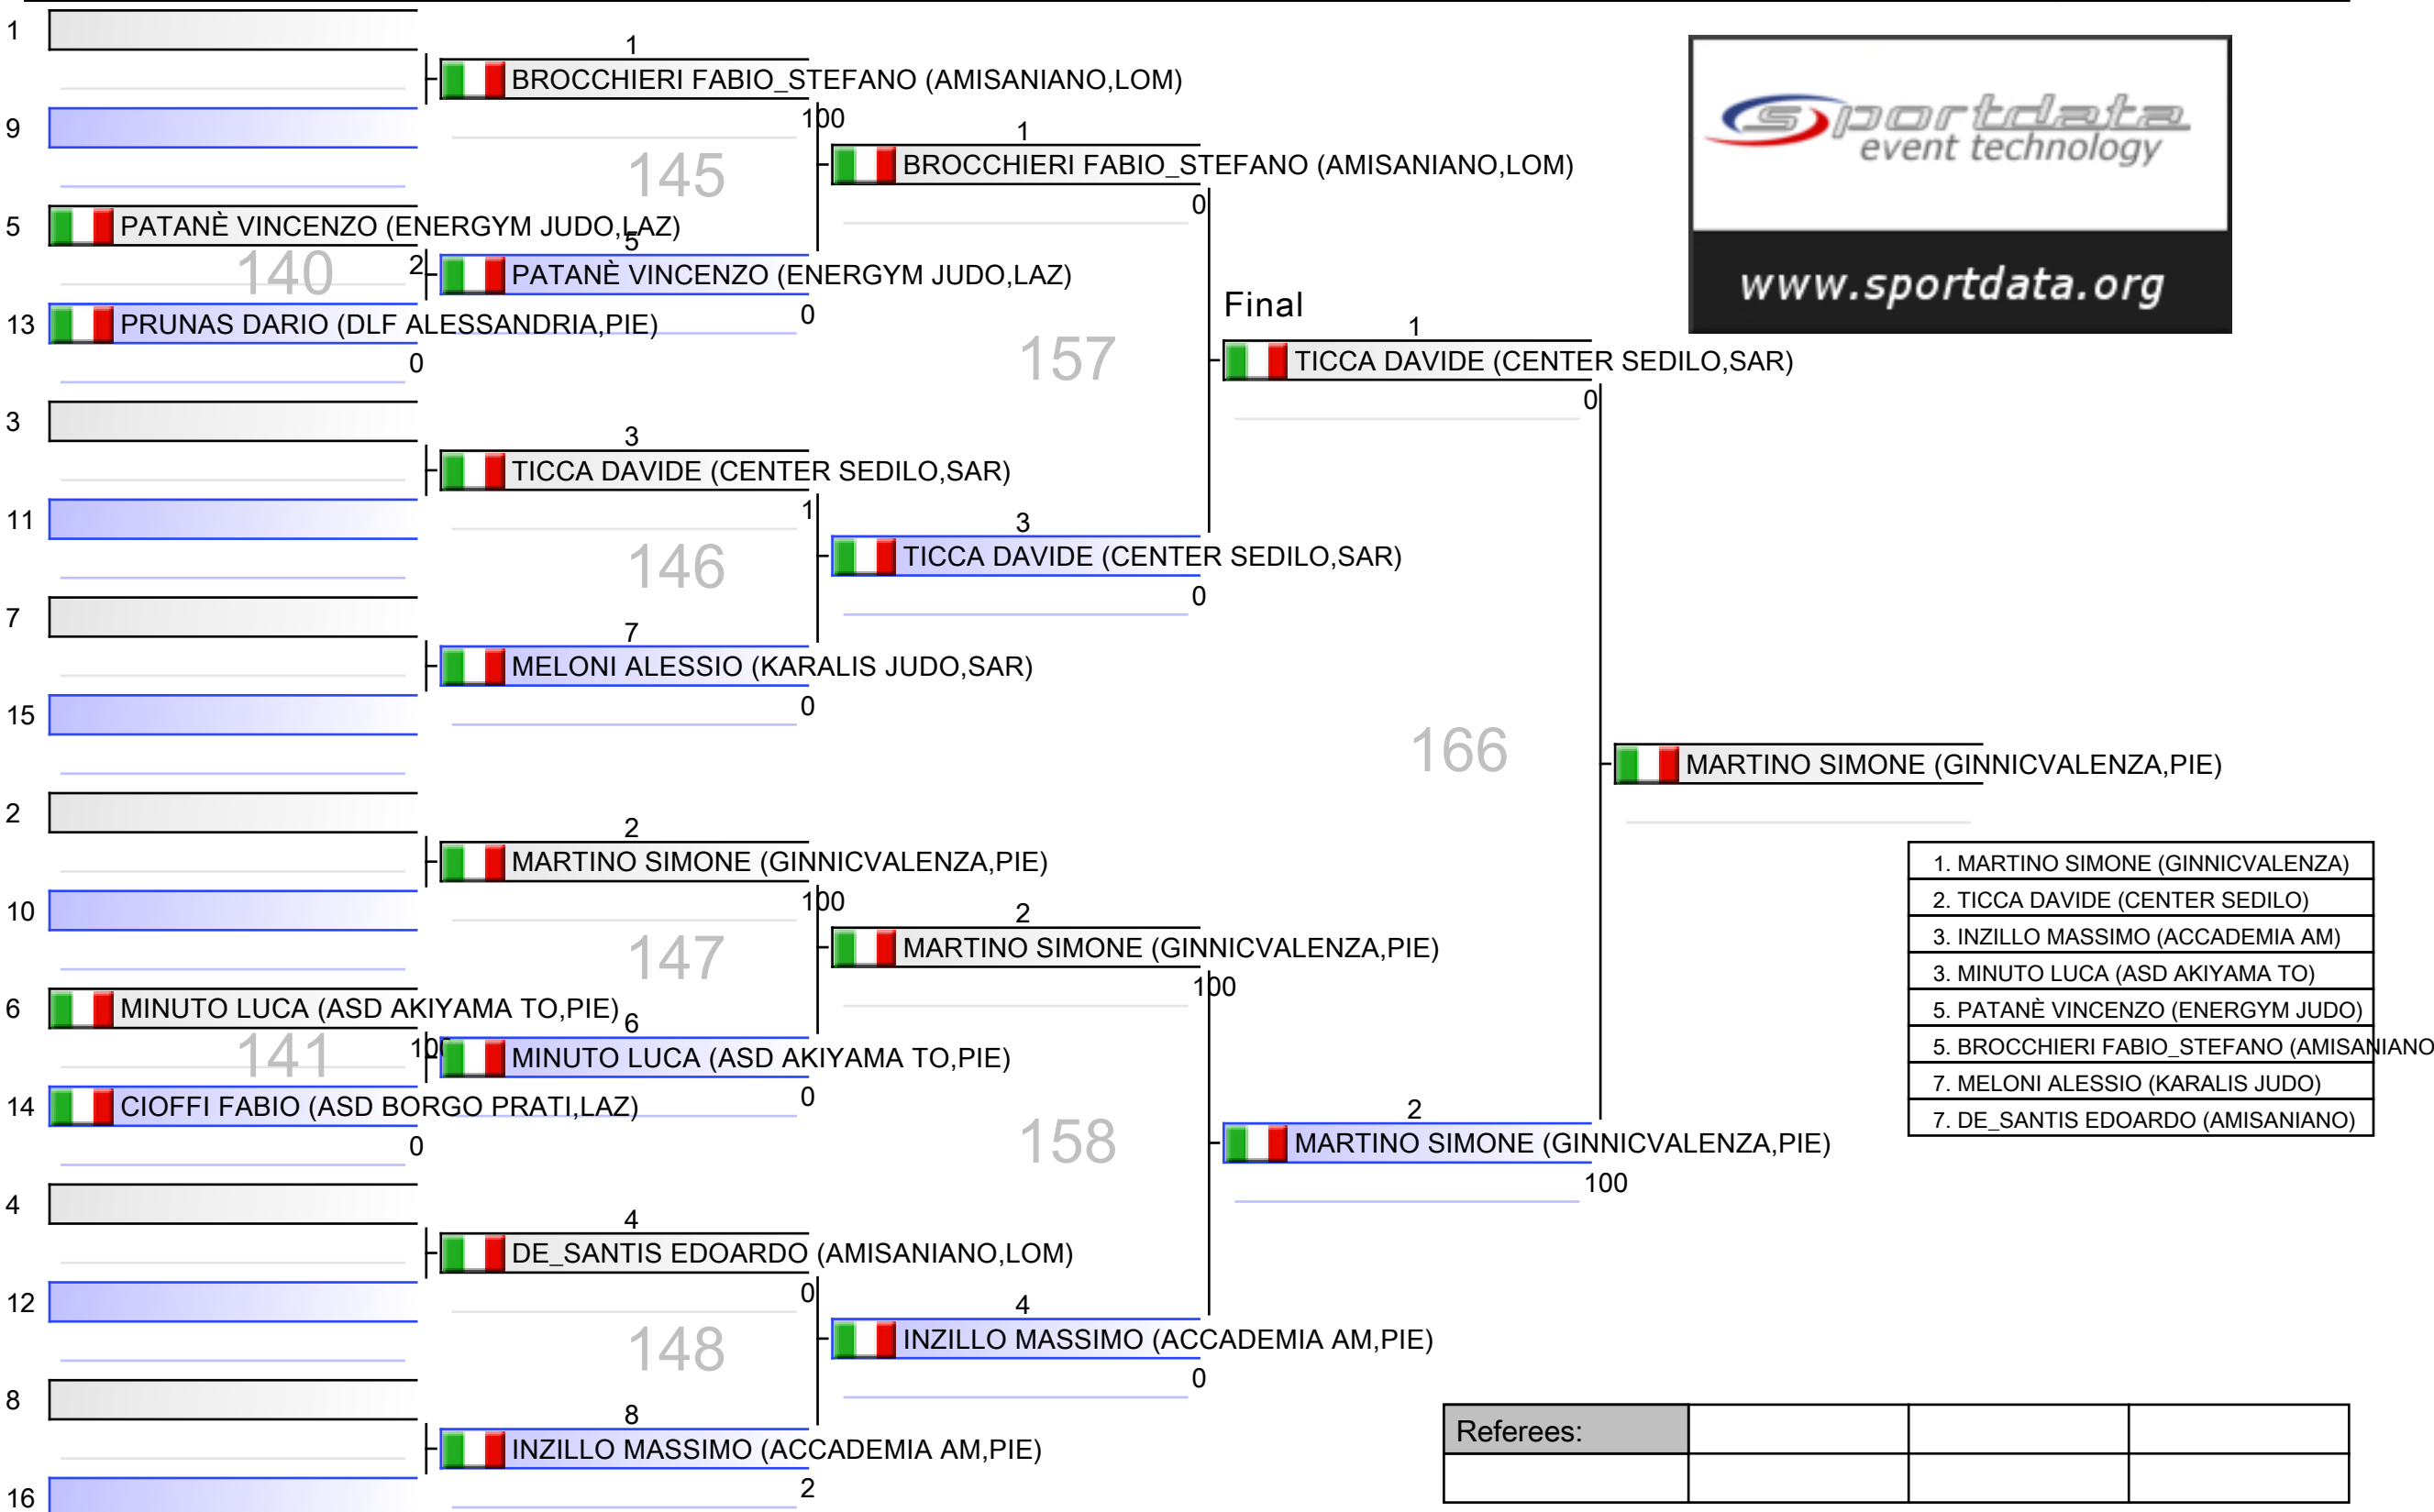 1
9
5 PATANÈ VINCENZO (ENERGYM JUDO,LAZ)
140
2
13 PRUNAS DARIO (DLF ALESSANDRIA,PIE)
0
3
11
7
15
2
10
6 MINUTO LUCA (ASD AKIYAMA TO,PIE)
141
100
14 CIOFFI FABIO (ASD BORGO PRATI,LAZ)
0
4
12
8
16
1
BROCCHIERI FABIO_STEFANO (AMISANIANO,LOM)
100
145
5
PATANÈ VINCENZO (ENERGYM JUDO,LAZ)
0
3
TICCA DAVIDE (CENTER SEDILO,SAR)
1
146
7
MELONI ALESSIO (KARALIS JUDO,SAR)
0
2
MARTINO SIMONE (GINNICVALENZA,PIE)
100
147
6
MINUTO LUCA (ASD AKIYAMA TO,PIE)
0
4
DE_SANTIS EDOARDO (AMISANIANO,LOM)
0
148
8
INZILLO MASSIMO (ACCADEMIA AM,PIE)
2
1
BROCCHIERI FABIO_STEFANO (AMISANIANO,LOM)
0
157
3
TICCA DAVIDE (CENTER SEDILO,SAR)
0
2
MARTINO SIMONE (GINNICVALENZA,PIE)
100
158
4
INZILLO MASSIMO (ACCADEMIA AM,PIE)
0
Final
1
TICCA DAVIDE (CENTER SEDILO,SAR)
0
166
2
MARTINO SIMONE (GINNICVALENZA,PIE)
100
MARTINO SIMONE (GINNICVALENZA,PIE)
sportdata
event technology
www.sportdata.org
1. MARTINO SIMONE (GINNICVALENZA)
2. TICCA DAVIDE (CENTER SEDILO)
3. INZILLO MASSIMO (ACCADEMIA AM)
3. MINUTO LUCA (ASD AKIYAMA TO)
5. PATANÈ VINCENZO (ENERGYM JUDO)
5. BROCCHIERI FABIO_STEFANO (AMISANIANO
7. MELONI ALESSIO (KARALIS JUDO)
7. DE_SANTIS EDOARDO (AMISANIANO)
Referees: